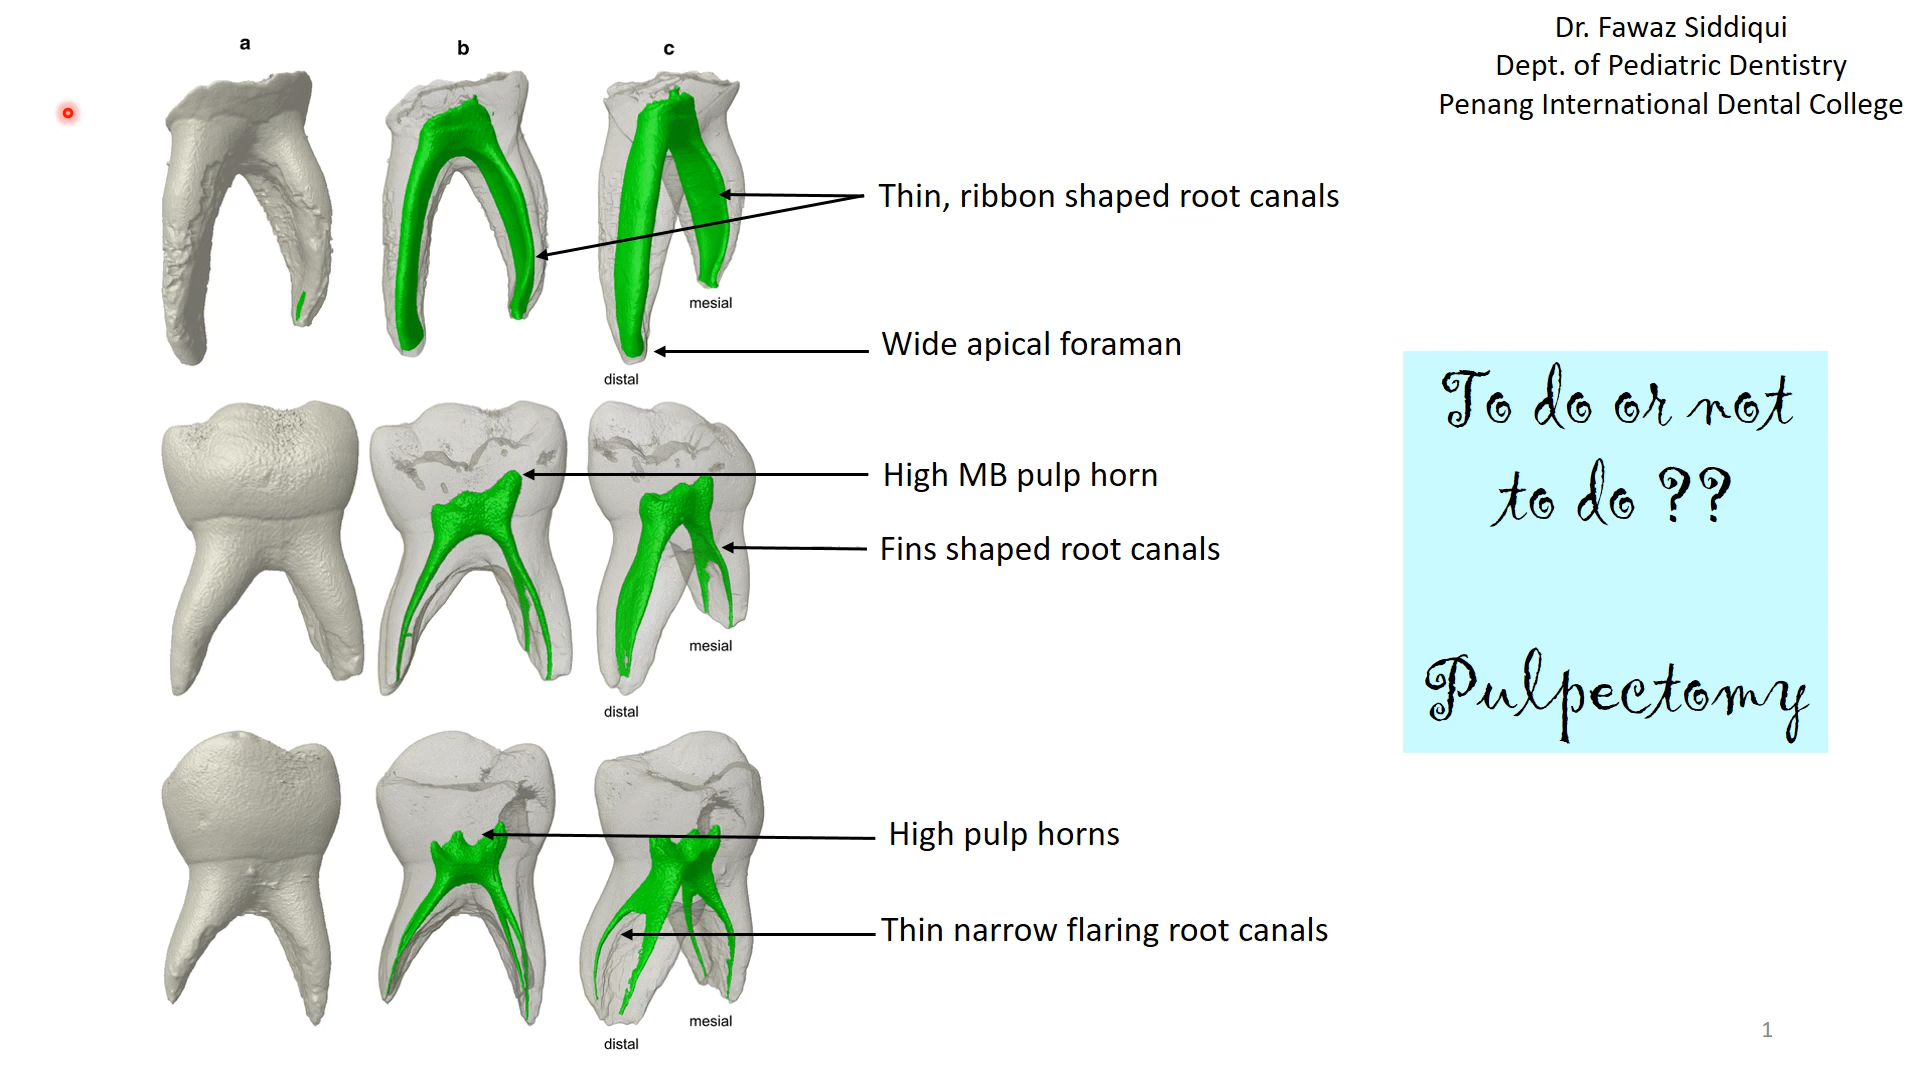 a
b
c
Dr. Fawaz Siddiqui
Dept. of Pediatric Dentistry
Penang International Dental College
Thin, ribbon shaped root canals
mesial
Wide apical foraman
distal
High MB pulp horn
Fins shaped root canals
mesial
distal
High pulp horns
Thin narrow flaring root canals
mesial
distal
To do or not
to do ??
Pulpectomy
1